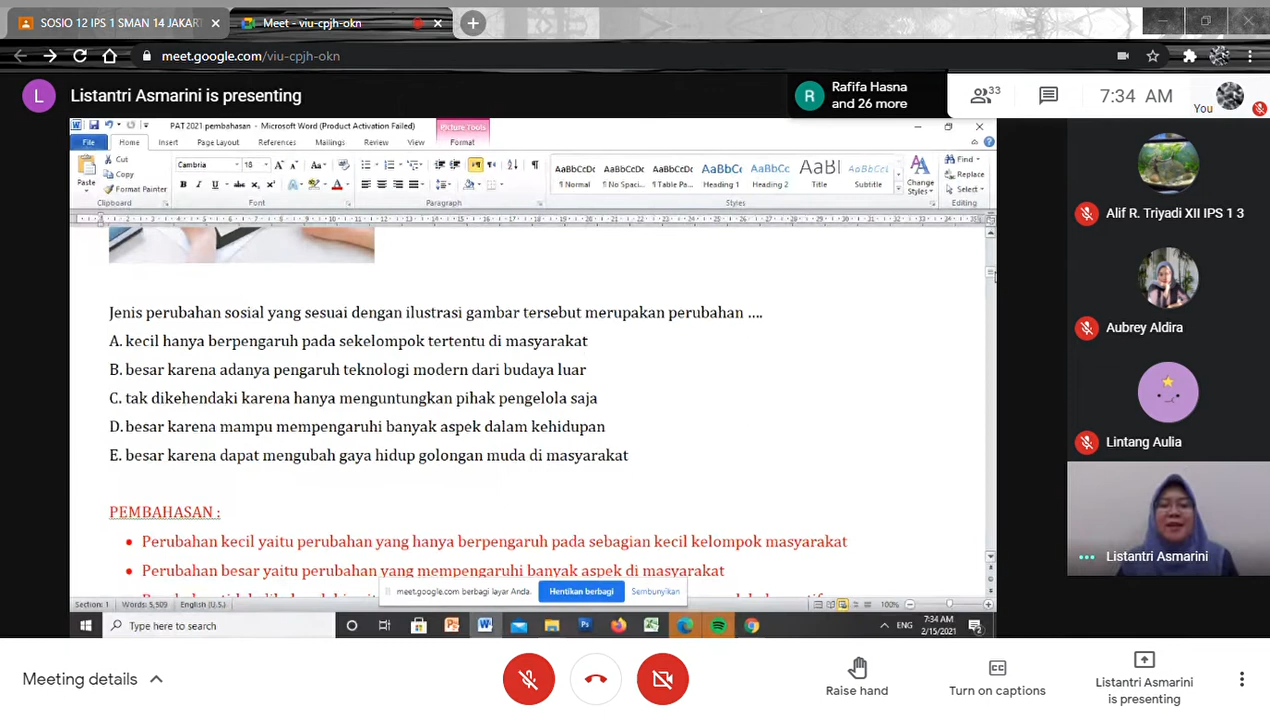 SOSIO 12 IPS 1 SMAN 14 JAKAR
Meet - viu-cpjh-okn
meet.google.com/viu-cpjh-okn
L
Listantri Asmarini is presenting
R
Rafifa Hasna
and 26 more
33
7:34 AM
You
PAT 2021 pembahasan - Microsoft Word (Product Activation Failed)
Picture Tools
File Home Insert Page Layout References Mailings Review View Format
Paste
Cut
Copy
Format Painter
Clipboard
Cambria 18
Font
Paragraph
AaBbCcDc AaBbCcDc AaBbCcDc AaBbCc AaBbCc AaBl AaBbCcL
¶ Normal ¶ No Spaci... ¶ Table Pa... Heading 1 Heading 2 Title Subtitle
Change
Styles
Styles
Find
Replace
Select
Editing
Jenis perubahan sosial yang sesuai dengan ilustrasi gambar tersebut merupakan perubahan ....
A. kecil hanya berpengaruh pada sekelompok tertentu di masyarakat
B. besar karena adanya pengaruh teknologi modern dari budaya luar
C. tak dikehendaki karena hanya menguntungkan pihak pengelola saja
D. besar karena mampu mempengaruhi banyak aspek dalam kehidupan
E. besar karena dapat mengubah gaya hidup golongan muda di masyarakat
PEMBAHASAN :
• Perubahan kecil yaitu perubahan yang hanya berpengaruh pada sebagian kecil kelompok masyarakat
• Perubahan besar yaitu perubahan yang mempengaruhi banyak aspek di masyarakat
meet.google.com berbagi layar Anda.
Hentikan berbagi
Sembunyikan
Section: 1 Words: 5,509 English (U.S.)
100%
Type here to search
ENG
7:34 AM
2/15/2021
2
Alif R. Triyadi XII IPS 1 3
Aubrey Aldira
Lintang Aulia
Listantri Asmarini
Meeting details
Raise hand
Turn on captions
Listantri Asmarini
is presenting